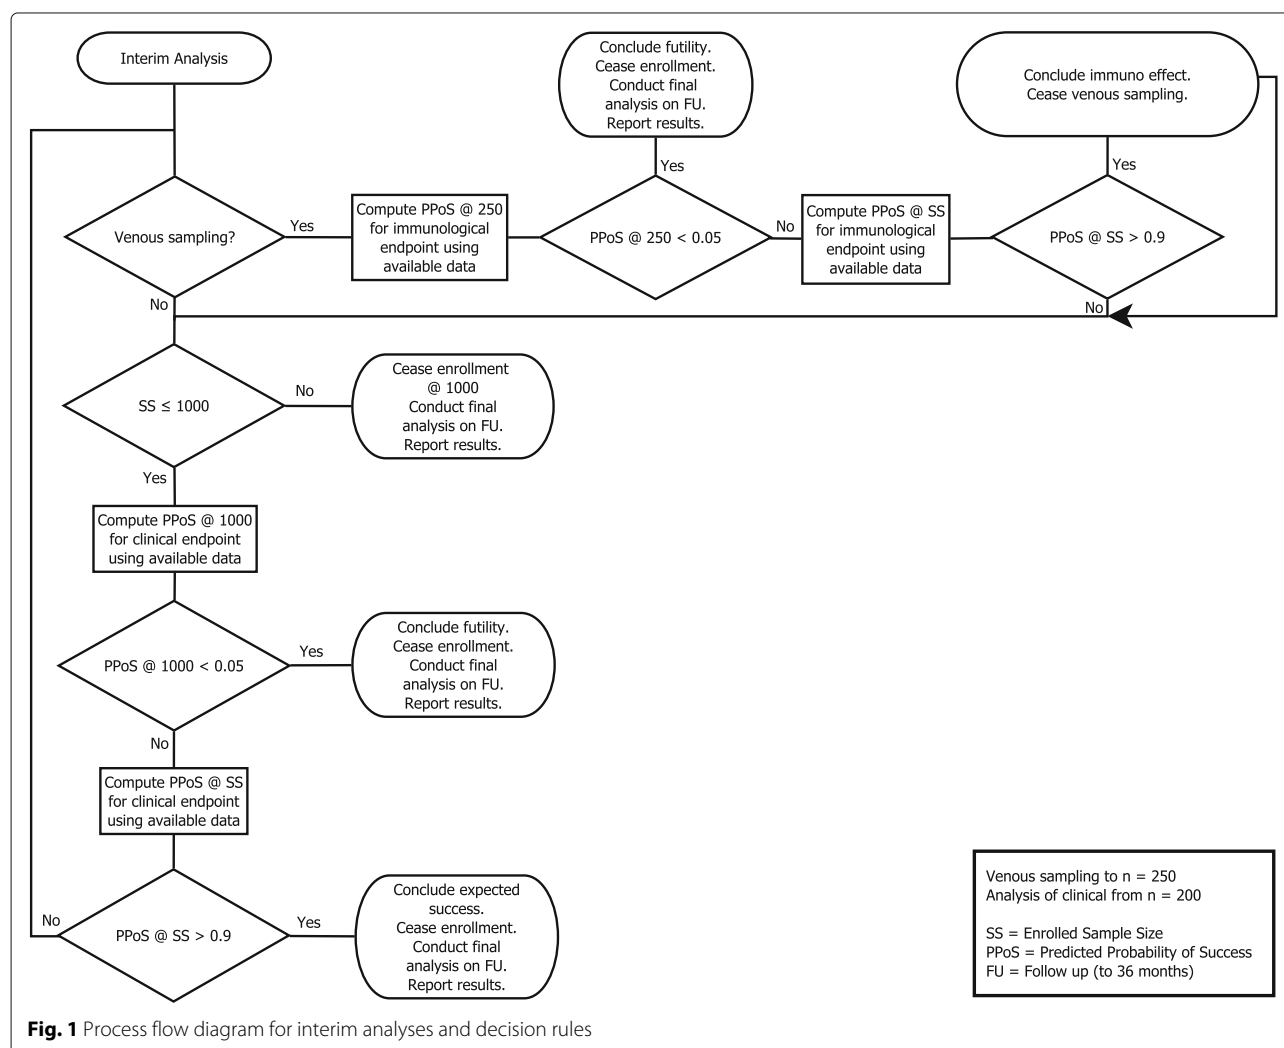 Interim Analysis
Conclude futility.
Cease enrollment.
Conduct final
analysis on FU.
Report results.
Conclude immuno effect.
Cease venous sampling.
Yes
Yes
Venous sampling?
Yes
Compute PPoS @ 250
for immunological
endpoint using
available data
PPoS @ 250 < 0.05
No
Compute PPoS @ SS
for immunological
endpoint using
available data
PPoS @ SS > 0.9
No
No
SS ≤ 1000
No
Cease enrollment
@ 1000
Conduct final
analysis on FU.
Report results.
Yes
Compute PPoS @ 1000
for clinical endpoint
using available data
PPoS @ 1000 < 0.05
Yes
Conclude futility.
Cease enrollment.
Conduct final
analysis on FU.
Report results.
No
Compute PPoS @ SS
for clinical endpoint
using available data
No
PPoS @ SS > 0.9
Yes
Conclude expected
success.
Cease enrollment.
Conduct final
analysis on FU.
Report results.
Venous sampling to n = 250
Analysis of clinical from n = 200
SS = Enrolled Sample Size
PPoS = Predicted Probability of Success
FU = Follow up (to 36 months)
Fig. 1 Process flow diagram for interim analyses and decision rules